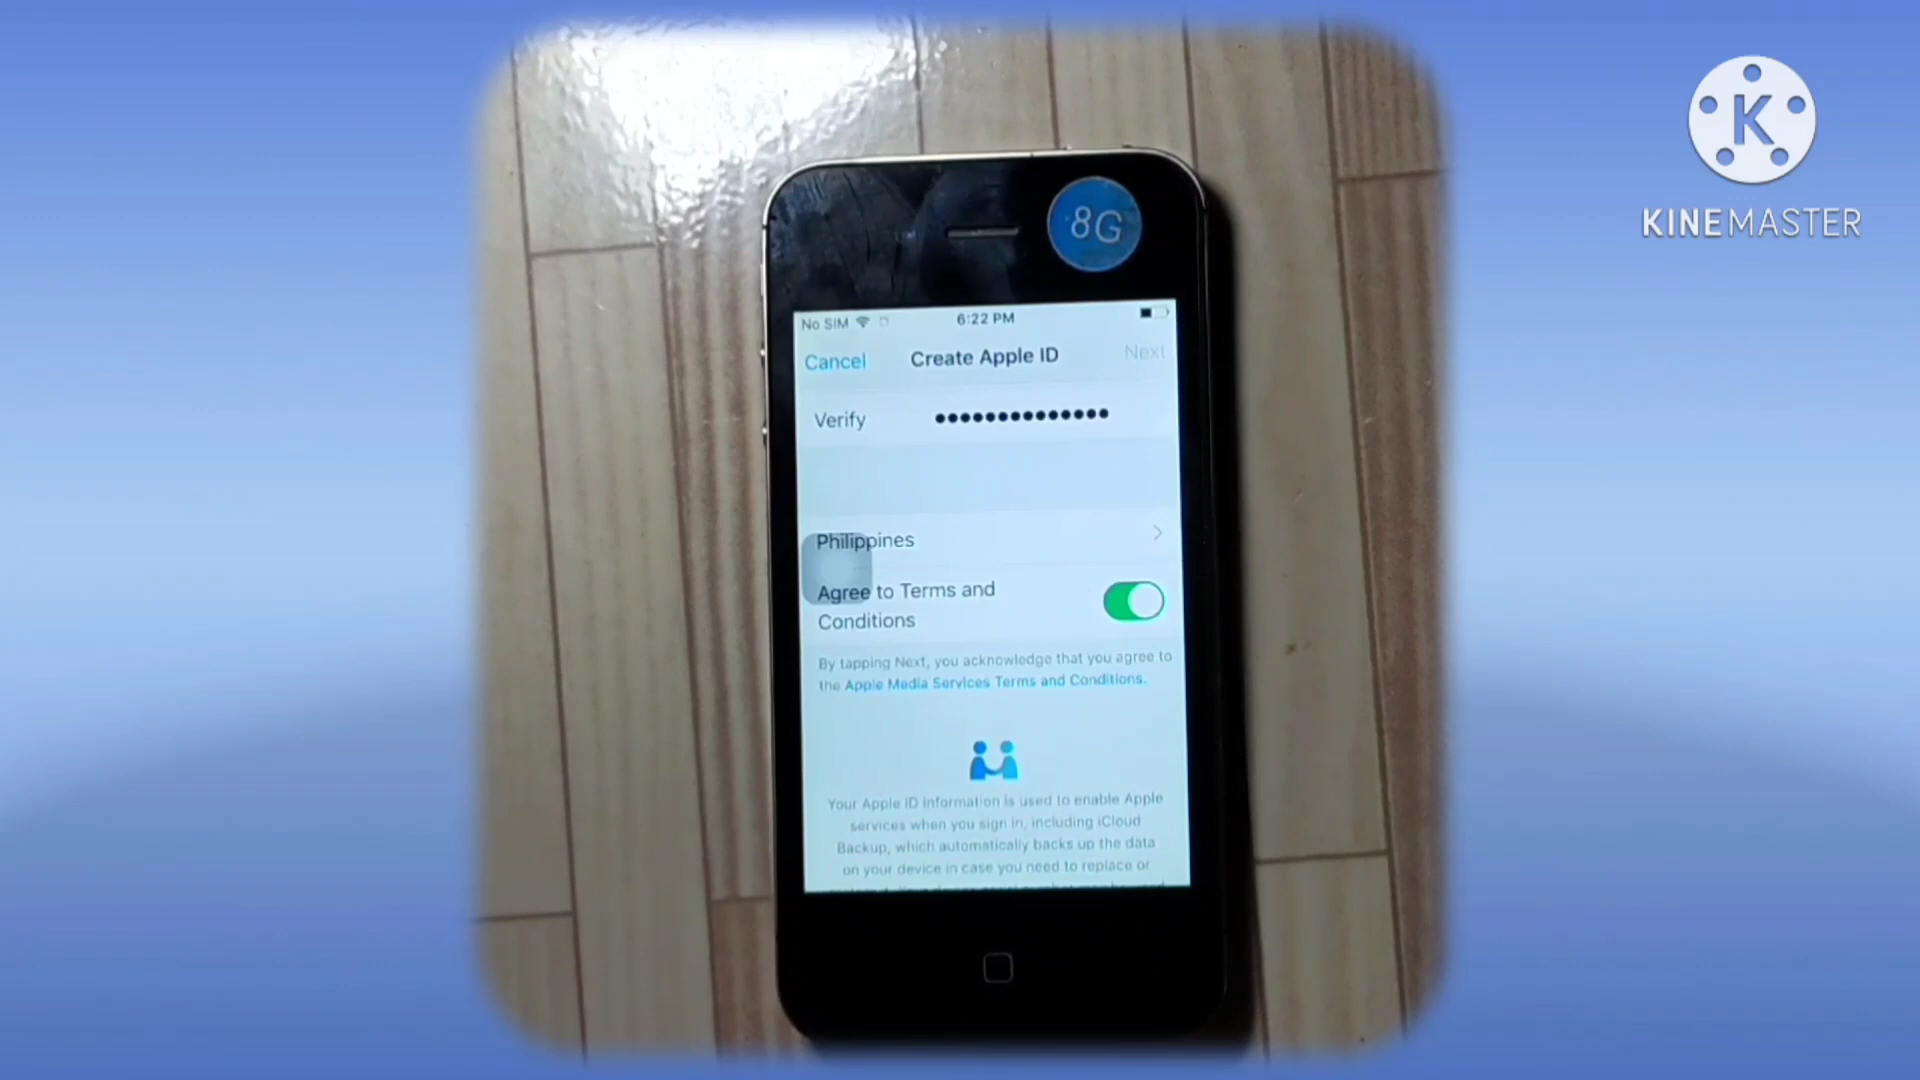 K
KINEMASTER
8G
No SIM 6:22 PM
Cancel Create Apple ID Next
Verify ●●●●●●●●●●●●●●
Philippines
Agree to Terms and
Conditions
By tapping Next, you acknowledge that you agree to
the Apple Media Services Terms and Conditions.
Your Apple ID information is used to enable Apple
services when you sign in, including iCloud
Backup, which automatically backs up the data
on your device in case you need to replace or